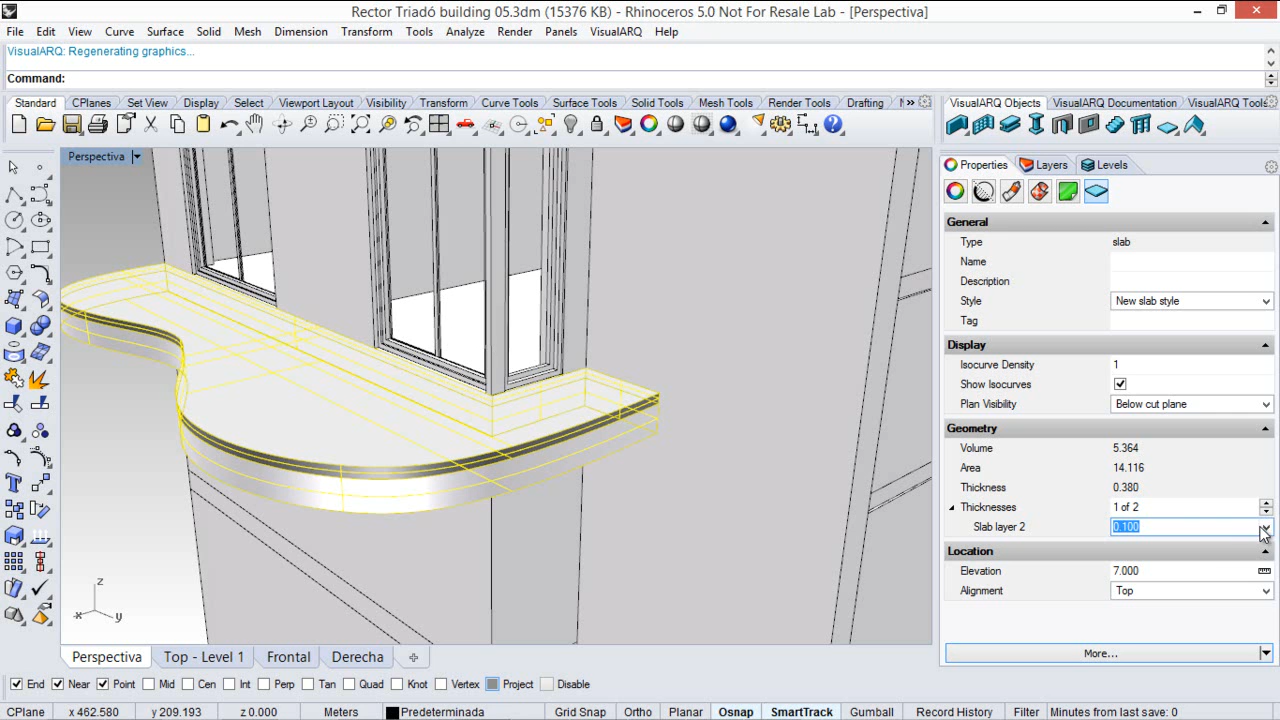 Rector Triadó building 05.3dm (15376 KB) - Rhinoceros 5.0 Not For Resale Lab - [Perspectiva]
File Edit View Curve Surface Solid Mesh Dimension Transform Tools Analyze Render Panels VisualARQ Help
VisualARQ: Regenerating graphics...
Command:
Standard CPlanes Set View Display Select Viewport Layout Visibility Transform Curve Tools Surface Tools Solid Tools Mesh Tools Render Tools Drafting » VisualARQ Objects VisualARQ Documentation VisualARQ Tools
Perspectiva
Properties Layers Levels
General
Type slab
Name
Description
Style New slab style
Tag
Display
Isocurve Density 1
Show Isocurves
Plan Visibility Below cut plane
Geometry
Volume 5.364
Area 14.116
Thickness 0.380
Thicknesses 1 of 2
Slab layer 2 0.100
Location
Elevation 7.000
Alignment Top
More...
z
x y
Perspectiva Top - Level 1 Frontal Derecha
End Near Point Mid Cen Int Perp Tan Quad Knot Vertex Project Disable
CPlane x 462.580 y 209.193 z 0.000 Meters Predeterminada Grid Snap Ortho Planar Osnap SmartTrack Gumball Record History Filter Minutes from last save: 0